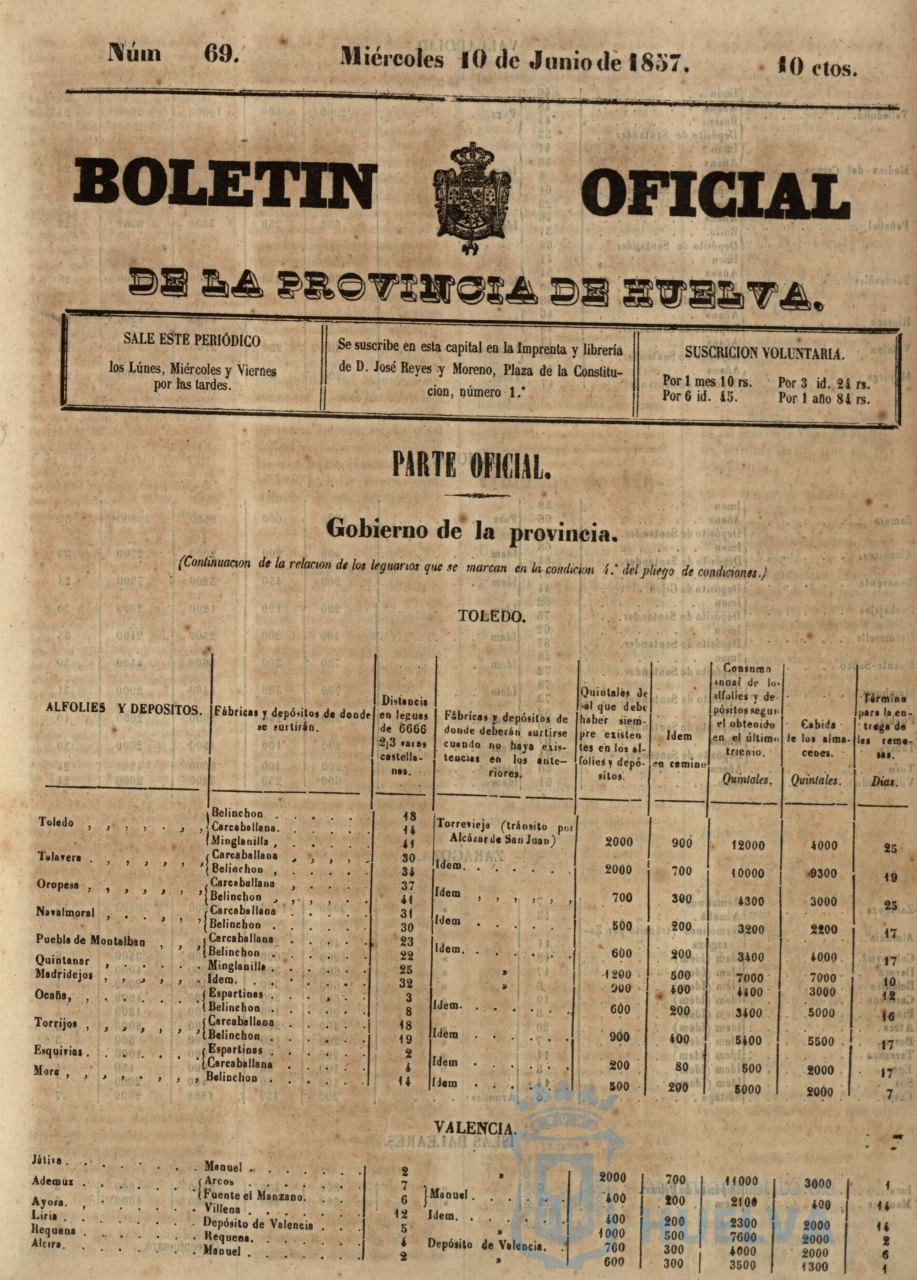 Núm 69. Miércoles 10 de Junio de 1857. 10 ctos.
BOLETIN OFICIAL
DE LA PROVINCIA DE HUELVA.
SALE ESTE PERIÓDICO
los Lúnes, Miércoles y Viernes
por las tardes.
Se suscribe en esta capital en la Imprenta y librería
de D. José Reyes y Moreno, Plaza de la Constitu-
cion, número 1.º
SUSCRICION VOLUNTARIA.
Por 1 mes 10 rs. Por 3 id. 24 rs.
Por 6 id. 45. Por 1 año 84 rs.
PARTE OFICIAL.
Gobierno de la provincia.
(Continuacion de la relacion de los leguarios que se marcan en la condicion 4.ª del pliego de condiciones.)
TOLEDO.
ALFOLIES Y DEPOSITOS.
Fábricas y depósitos de donde
se surtirán.
Distancia
en leguas
de 6666
2/3 varas
castella-
nas.
Fábricas y depósitos de
donde deberán surtirse
cuando no haya exis-
tencias en los ante-
riores.
Quintales de
sal que debe
haber siem-
pre existen
tes en los al-
folies y depó-
sitos.
Idem
en camino
Consumo
anual de los
alfolies y de-
pósitos segun
el obtenido
en el último
trienio.
Quintales.
Cabida
de los alma-
cenes.
Quintales.
Término
para la en-
trega de
las reme-
sas.
Dias.
Toledo Belinchon 18
Carcaballana. 14
Minglanilla 41 Torrevieja (tránsito por Alcázar de San Juan) 2000 900 12000 4000 25
Talavera Carcaballana 30
Belinchon 34 Idem. 2000 700 10000 9300 19
Oropesa Carcaballana 37
Belinchon 41 Idem 700 300 4300 3000 25
Navalmoral Carcaballana 31
Belinchon 30 Idem 500 200 3200 2200 17
Puebla de Montalban Carcaballana 23
Belinchon 22 Idem. 600 200 3400 4000 17
Quintanar Minglanilla 25 » 1200 500 7000 7000 10
Madridejos Idem. 32 » 900 400 4400 3000 12
Ocaña, Espartinas 3
Belinchon 8 Idem. 600 200 3400 5000 16
Torrijos Carcaballana 18
Belinchon 19 Idem 900 400 5400 5500 17
Esquivias Espartinas 2
Carcaballana 4 Idem 200 80 500 2000 17
Mora Belinchon 14 Idem 500 200 5000 2000 7
VALENCIA.
Játiva Manuel 2 » 2000 700 11000 3000 1
Ademuz Arcos 7
Fuente el Manzano. 6 Manuel 400 200 2100 400 14
Ayora. Villena 12 Idem. 400 200 2300 2000 14
Liria Depósito de Valencia 5 » 1000 500 7600 2000 2
Requena Requena. 4 Depósito de Valencia. 700 300 4000 2000 6
Alcira. Manuel 2 » 600 300 3500 1300 1
HUELVA